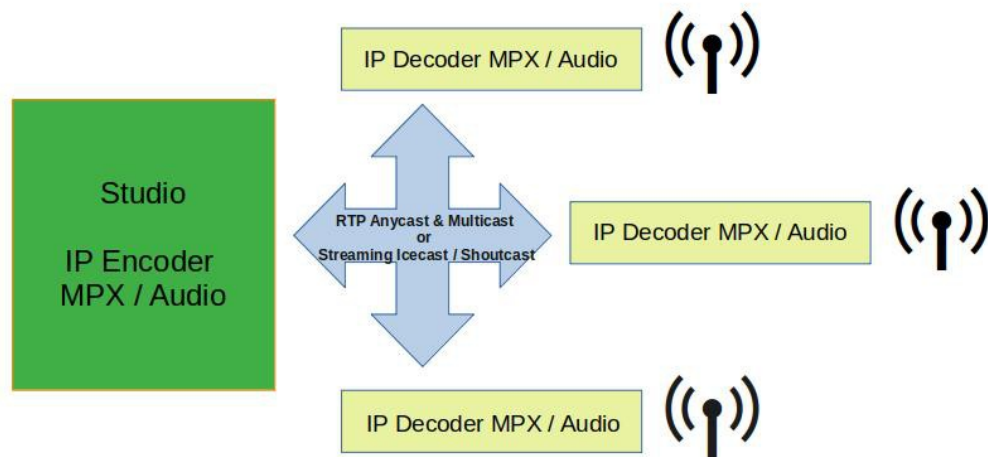 IP Decoder MPX / Audio
Studio
IP Encoder
MPX / Audio
RTP Anycast & Multicast
or
Streaming Icecast / Shoutcast
IP Decoder MPX / Audio
IP Decoder MPX / Audio